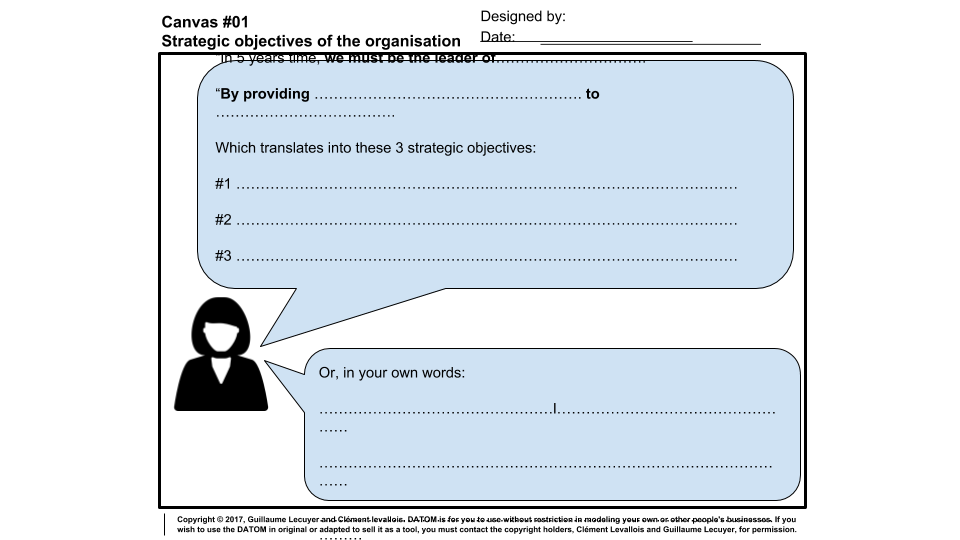 Canvas #01
Strategic objectives of the organisation
Designed by:
Date:
"In 5 years time, we must be the leader of……………………………
"By providing …………………………………………………… to
………………………………….
Which translates into these 3 strategic objectives:
#1 ……………………………………………………………………………………………………
#2 ……………………………………………………………………………………………………
#3 ……………………………………………………………………………………………………
Or, in your own words:
…………………………………………….I…………………………………………
……
…………………………………………………………………………………………
……
Copyright © 2017, Guillaume Lecuyer and Clément levallois. DATOM is for you to use without restriction in modeling your own or other people's businesses. If you
wish to use the DATOM in original or adapted to sell it as a tool, you must contact the copyright holders, Clément Levallois and Guillaume Lecuyer, for permission.
………